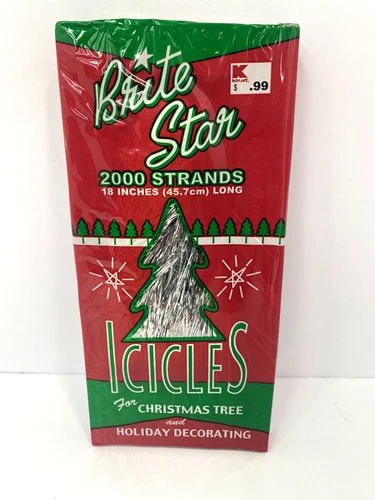 Brite
Star
K
kmart.
$ .99
2000 STRANDS
18 INCHES (45.7cm) LONG
ICICLES
For CHRISTMAS TREE
and
HOLIDAY DECORATING